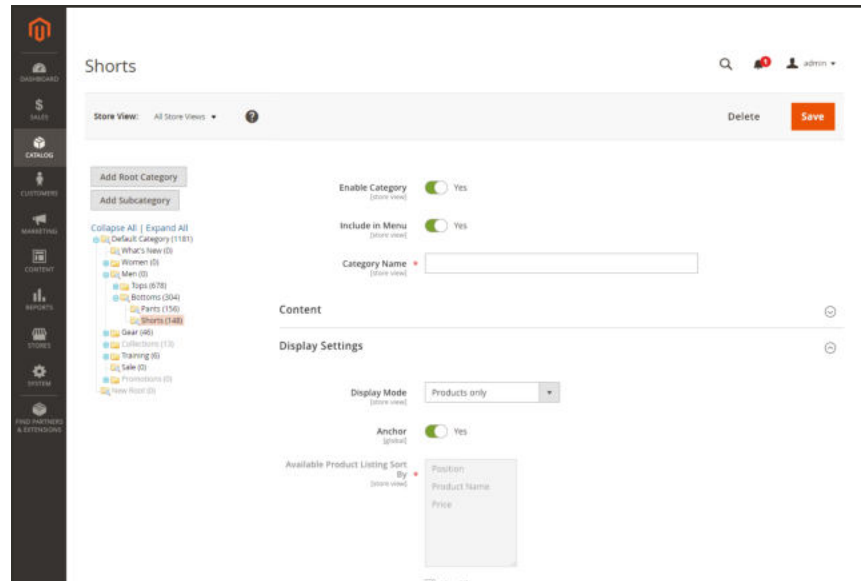 Shorts
admin
Store View: All Store Views
Delete
Save
DASHBOARD
SALES
CATALOG
CUSTOMERS
MARKETING
CONTENT
REPORTS
STORES
SYSTEM
FIND PARTNERS
& EXTENSIONS
Add Root Category
Add Subcategory
Collapse All | Expand All
Default Category (1181)
What's New (0)
Women (0)
Men (0)
Tops (678)
Bottoms (304)
Pants (156)
Shorts (148)
Gear (46)
Collections (13)
Training (6)
Sale (0)
Promotions (0)
New Root (0)
Enable Category
[store view]
Yes
Include in Menu
[store view]
Yes
Category Name *
[store view]
Content
Display Settings
Display Mode
[store view]
Products only
Anchor
[global]
Yes
Available Product Listing Sort
By *
[store view]
Position
Product Name
Price